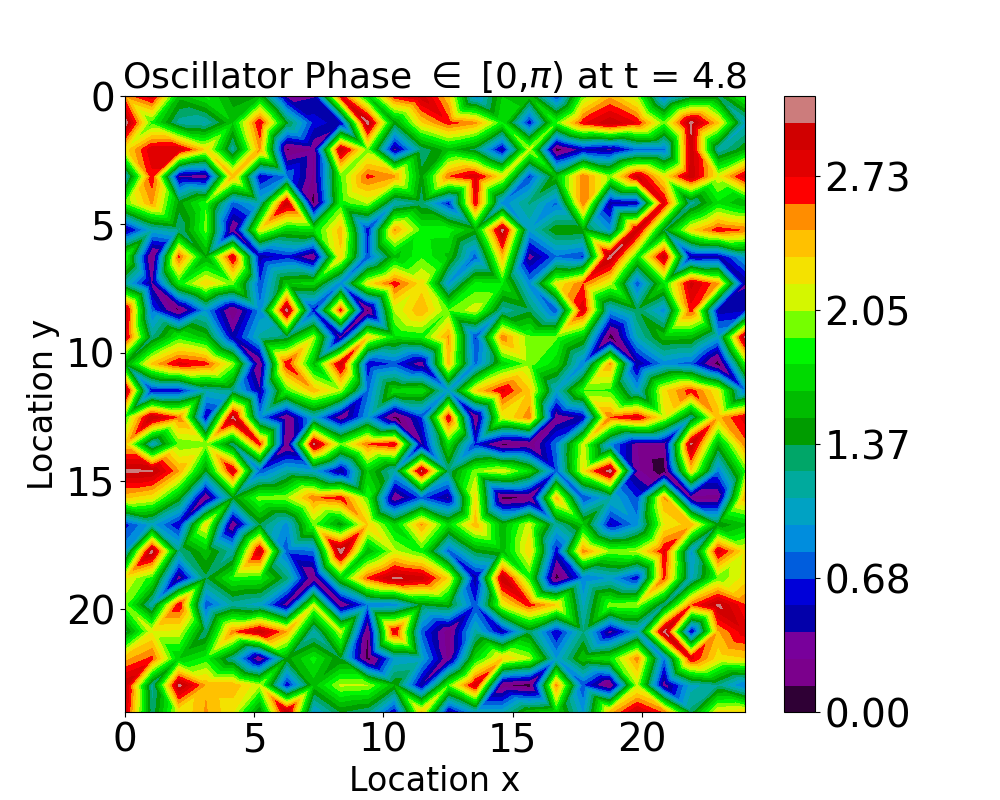 Oscillator Phase ∈ [0,π) at t = 4.8
0
5
10
15
20
Location y
0 5 10 15 20
Location x
2.73
2.05
1.37
0.68
0.00